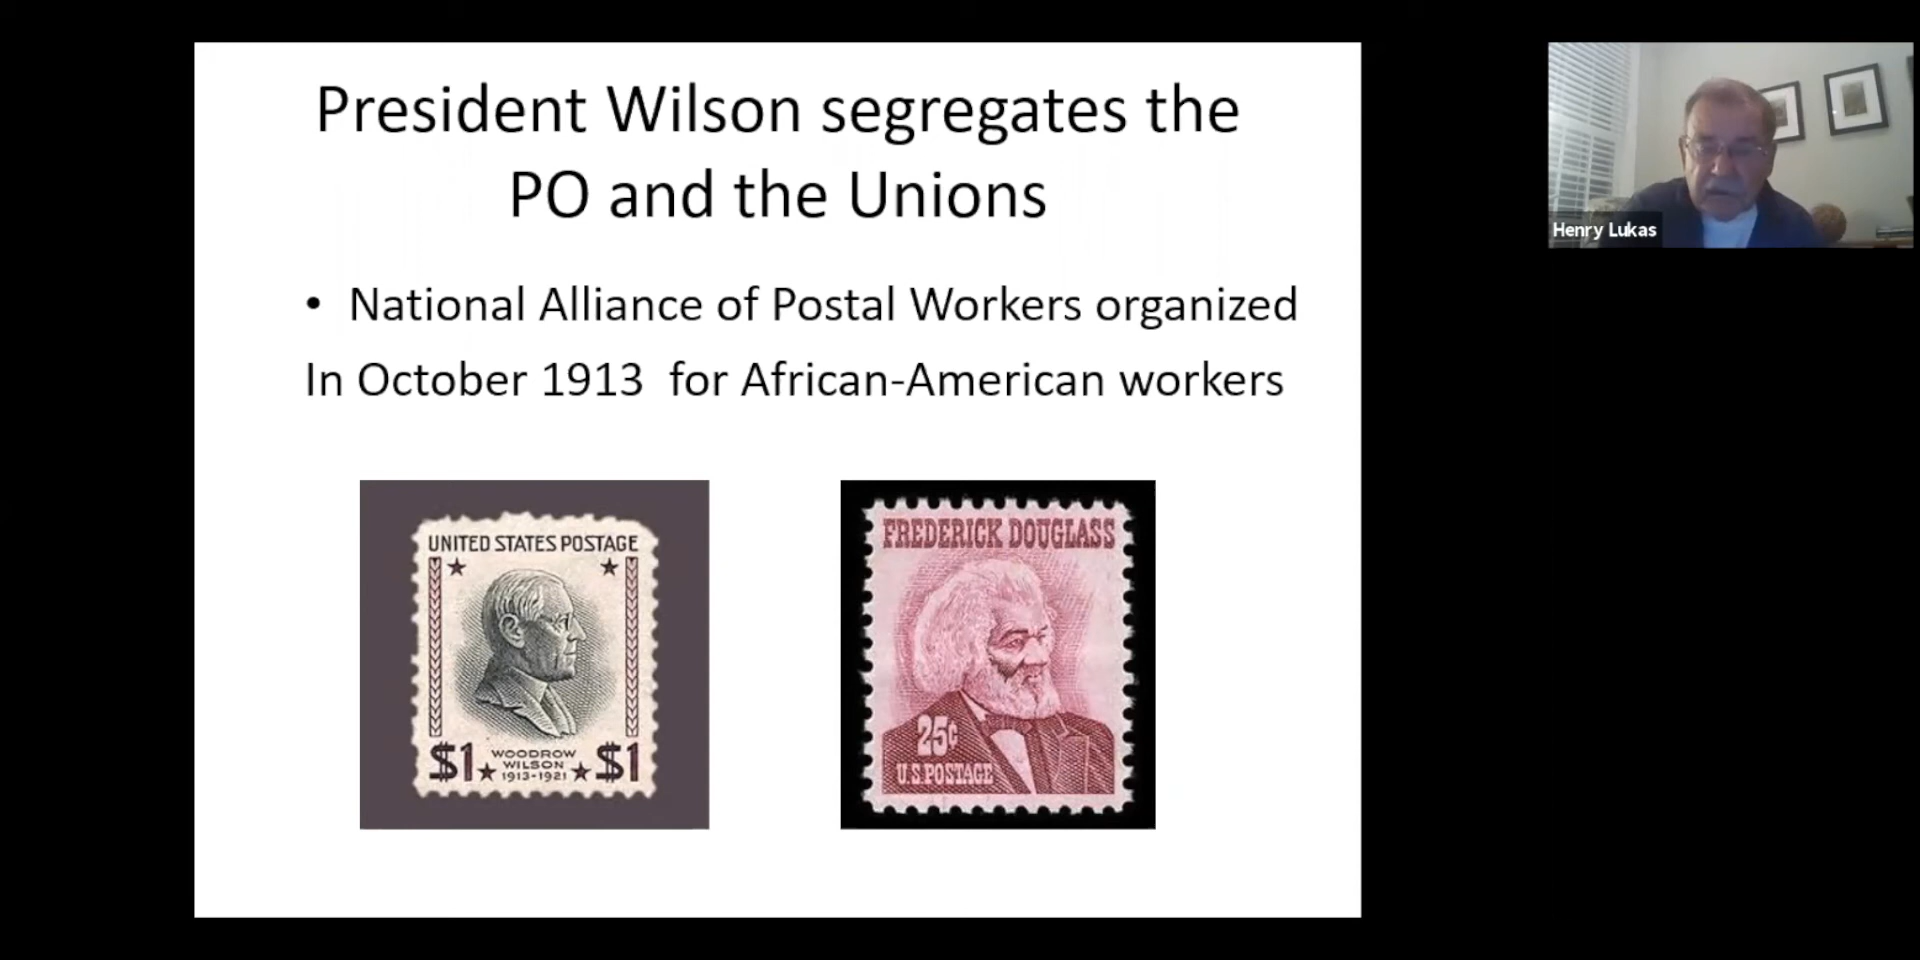 President Wilson segregates the
PO and the Unions
• National Alliance of Postal Workers organized
In October 1913  for African-American workers
UNITED STATES POSTAGE
$1 WOODROW WILSON 1913-1921 $1
FREDERICK DOUGLASS
25¢
U.S. POSTAGE
Henry Lukas